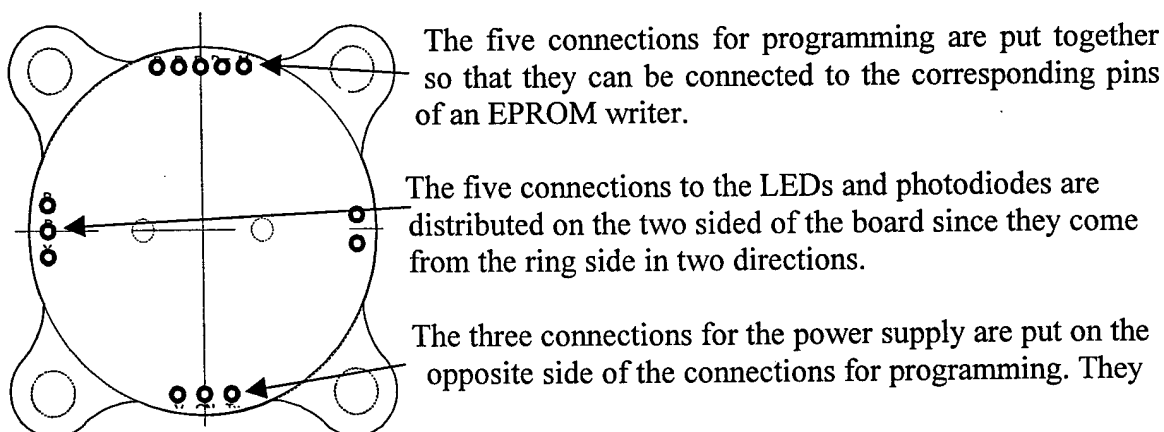 The five connections for programming are put together
so that they can be connected to the corresponding pins
of an EPROM writer.
The five connections to the LEDs and photodiodes are
distributed on the two sided of the board since they come
from the ring side in two directions.
The three connections for the power supply are put on the
opposite side of the connections for programming. They